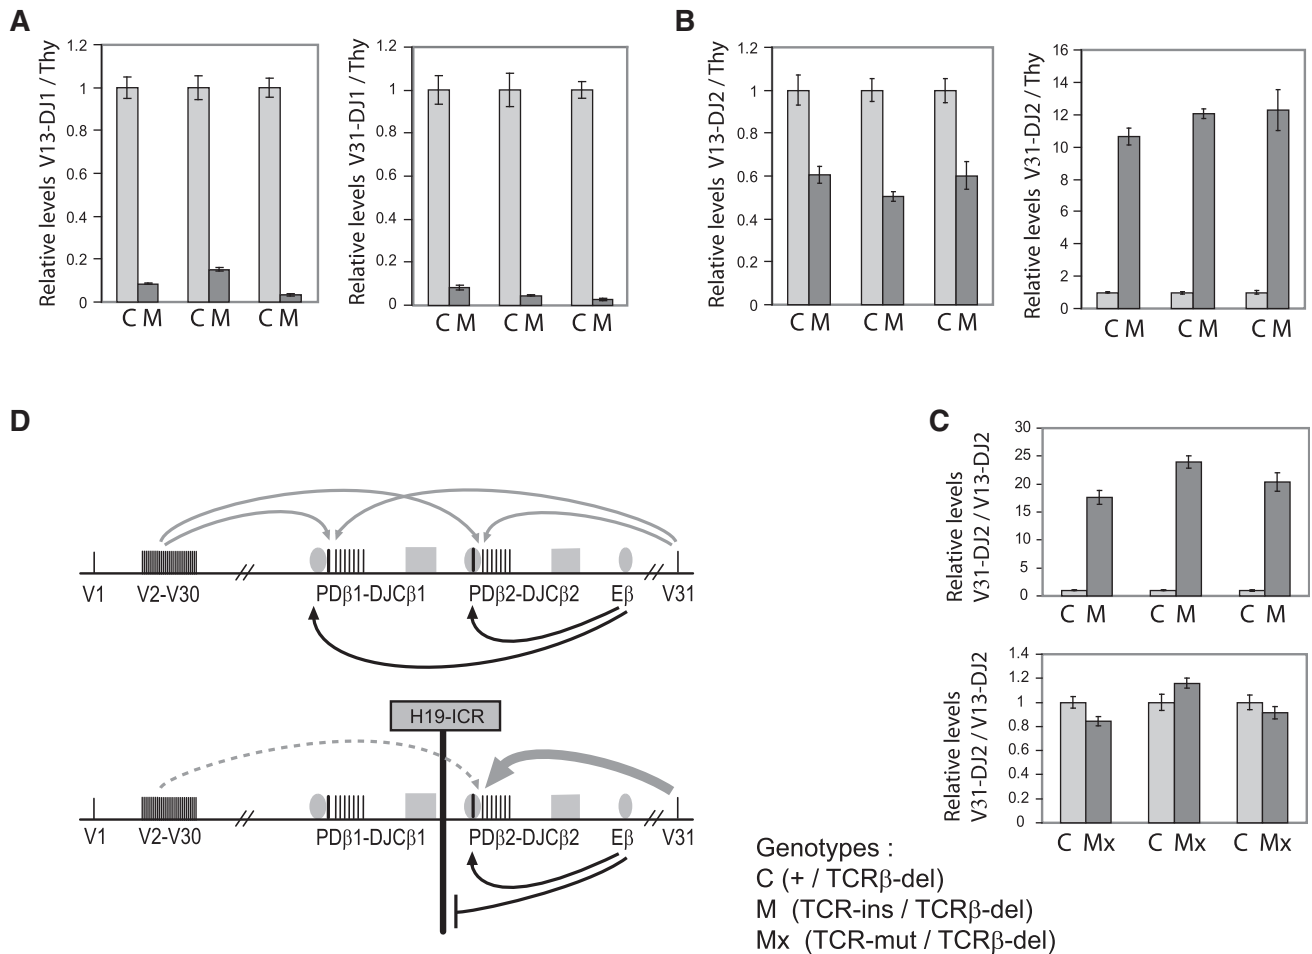 A
Relative levels V13-DJ1 / Thy
1.2
1
0.8
0.6
0.4
0.2
0
C M C M C M
Relative levels V31-DJ1 / Thy
1.2
1
0.8
0.6
0.4
0.2
0
C M C M C M
B
Relative levels V13-DJ2 / Thy
1.2
1
0.8
0.6
0.4
0.2
0
C M C M C M
Relative levels V31-DJ2 / Thy
16
14
12
10
8
6
4
2
0
C M C M C M
D
V1 V2-V30 PDβ1-DJCβ1 PDβ2-DJCβ2 Eβ V31
H19-ICR
V1 V2-V30 PDβ1-DJCβ1 PDβ2-DJCβ2 Eβ V31
C
Relative levels
V31-DJ2 / V13-DJ2
30
25
20
15
10
5
0
C M C M C M
Relative levels
V31-DJ2 / V13-DJ2
1.4
1.2
1
0.8
0.6
0.4
0.2
0
C Mx C Mx C Mx
Genotypes :
C (+ / TCRβ-del)
M (TCR-ins / TCRβ-del)
Mx (TCR-mut / TCRβ-del)